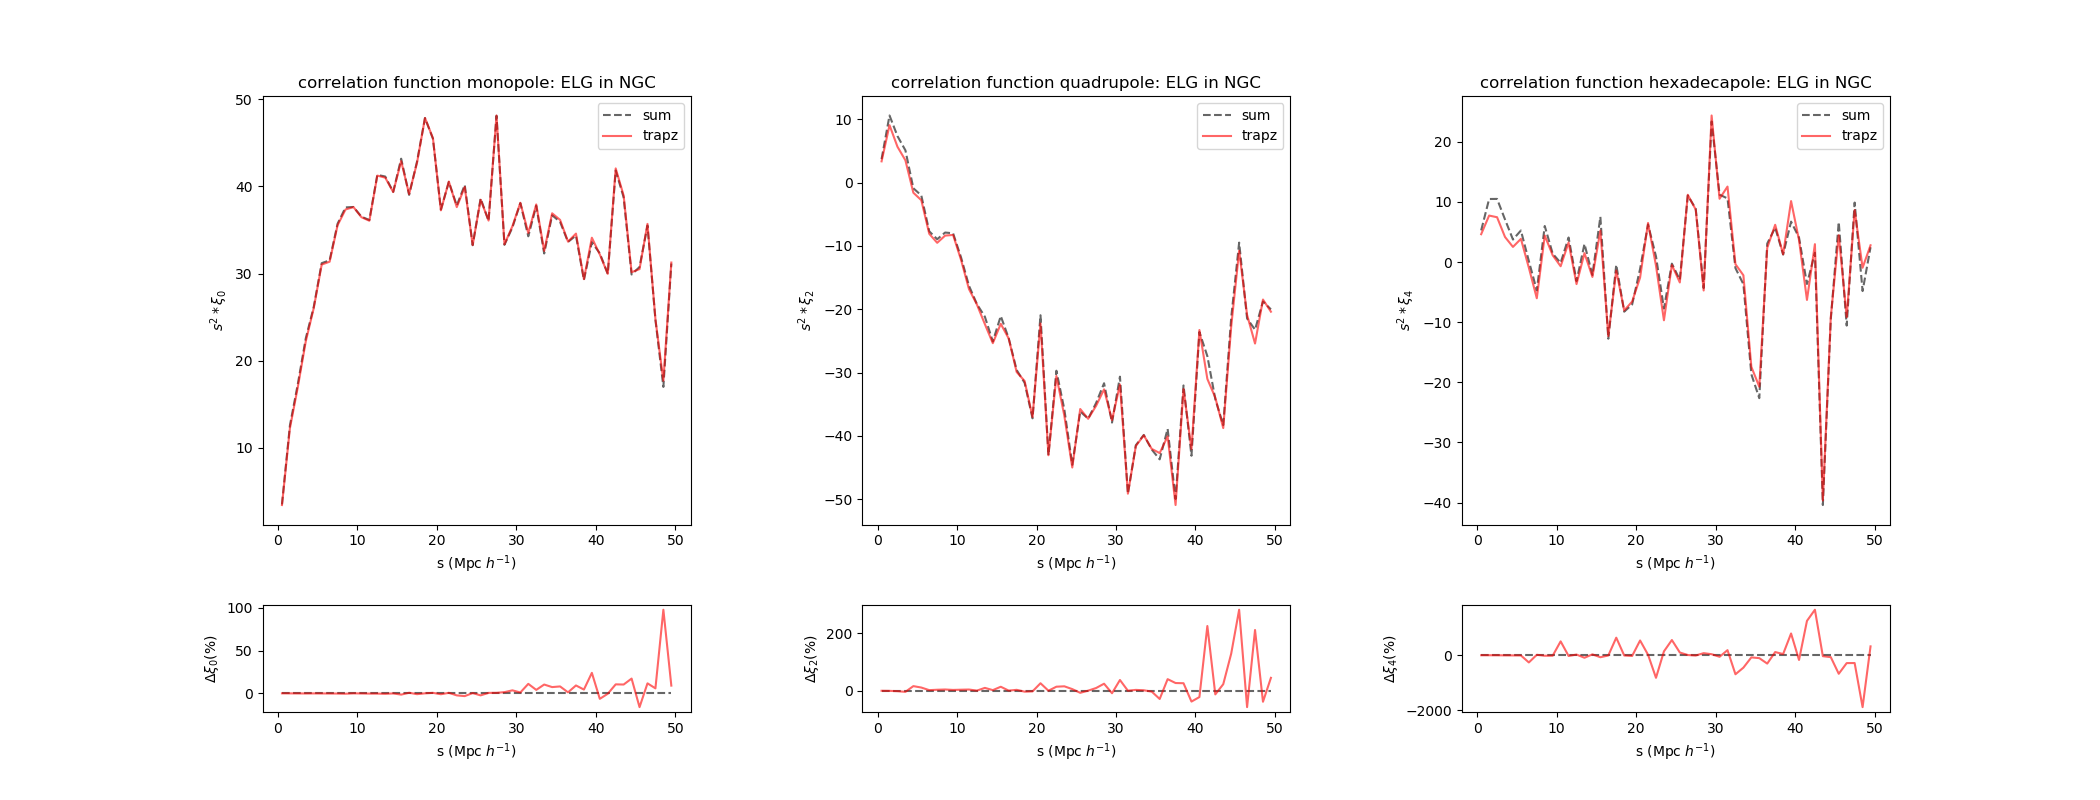 correlation function monopole: ELG in NGC
50
40
30
20
10
s² * ξ₀
sum
trapz
0 10 20 30 40 50
s (Mpc h⁻¹)
100
50
0
Δξ₀(%)
0 10 20 30 40 50
s (Mpc h⁻¹)
correlation function quadrupole: ELG in NGC
10
0
−10
−20
−30
−40
−50
s² * ξ₂
sum
trapz
0 10 20 30 40 50
s (Mpc h⁻¹)
200
0
Δξ₂(%)
0 10 20 30 40 50
s (Mpc h⁻¹)
correlation function hexadecapole: ELG in NGC
20
10
0
−10
−20
−30
−40
s² * ξ₄
sum
trapz
0 10 20 30 40 50
s (Mpc h⁻¹)
0
−2000
Δξ₄(%)
0 10 20 30 40 50
s (Mpc h⁻¹)